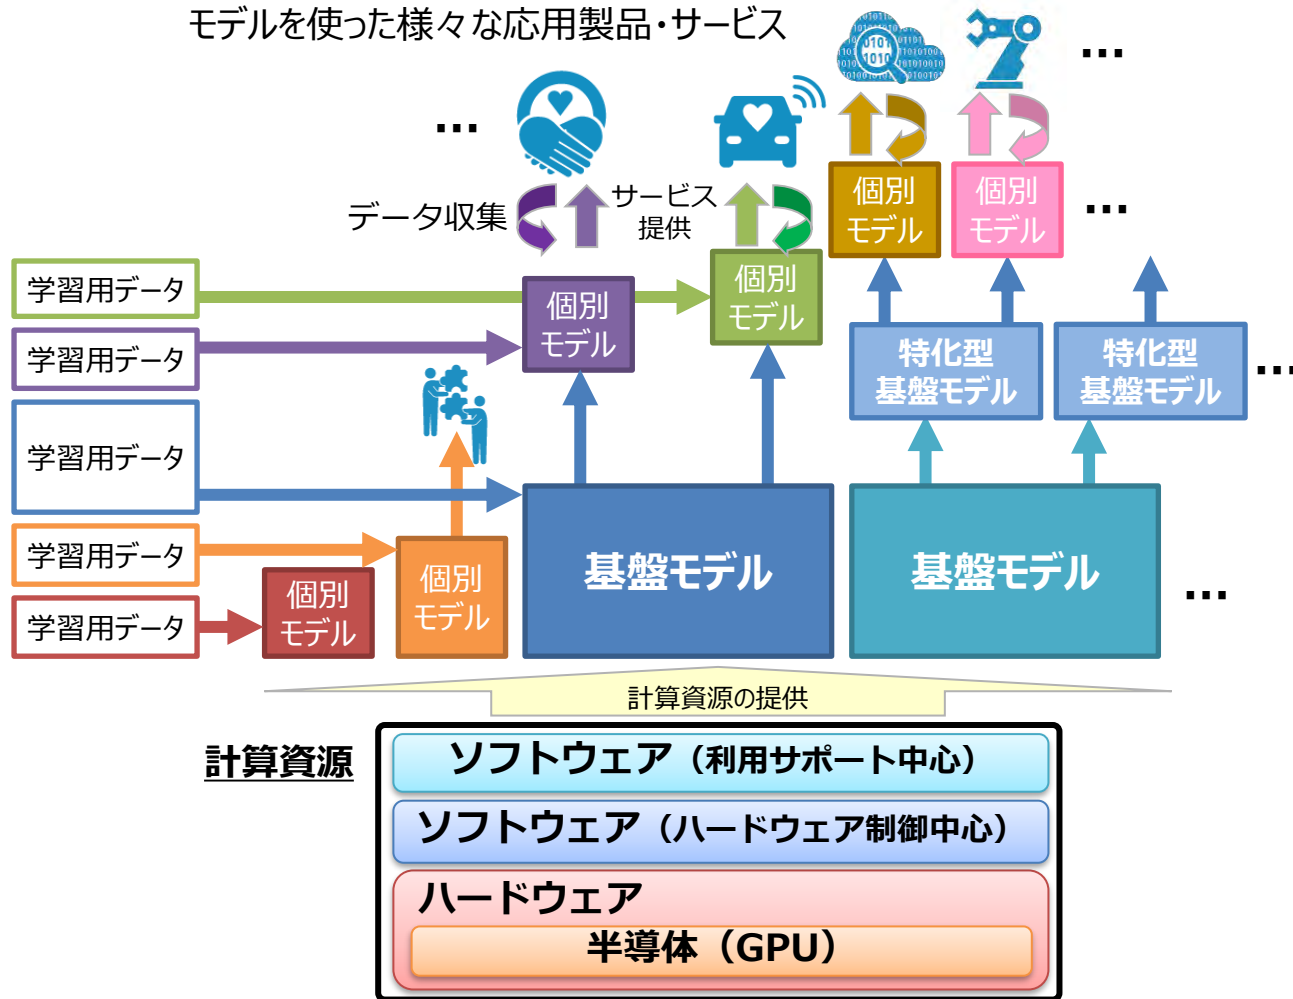 モデルを使った様々な応用製品・サービス
…
…
データ収集
サービス
提供
個別
モデル
個別
モデル
…
学習用データ
学習用データ
学習用データ
学習用データ
学習用データ
個別
モデル
個別
モデル
個別
モデル
個別
モデル
特化型
基盤モデル
特化型
基盤モデル
…
基盤モデル
基盤モデル
…
計算資源の提供
計算資源
ソフトウェア（利用サポート中心）
ソフトウェア（ハードウェア制御中心）
ハードウェア
半導体（GPU）